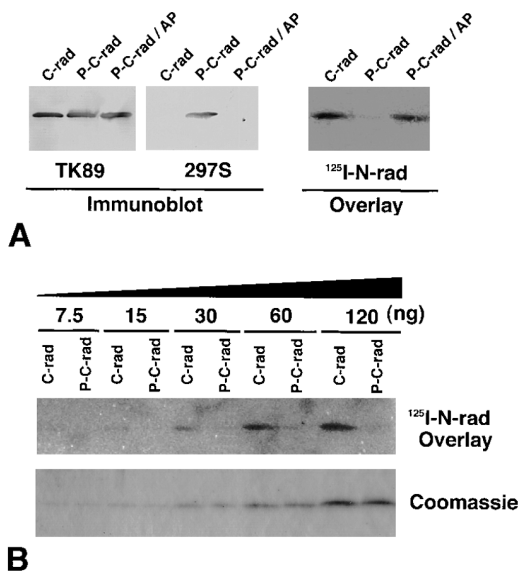 C-rad P-C-rad P-C-rad / AP C-rad P-C-rad P-C-rad / AP C-rad P-C-rad P-C-rad / AP
TK89 297S ¹²⁵I-N-rad
Immunoblot Overlay
A
7.5 15 30 60 120 (ng)
C-rad P-C-rad C-rad P-C-rad C-rad P-C-rad C-rad P-C-rad C-rad P-C-rad
¹²⁵I-N-rad
Overlay
Coomassie
B